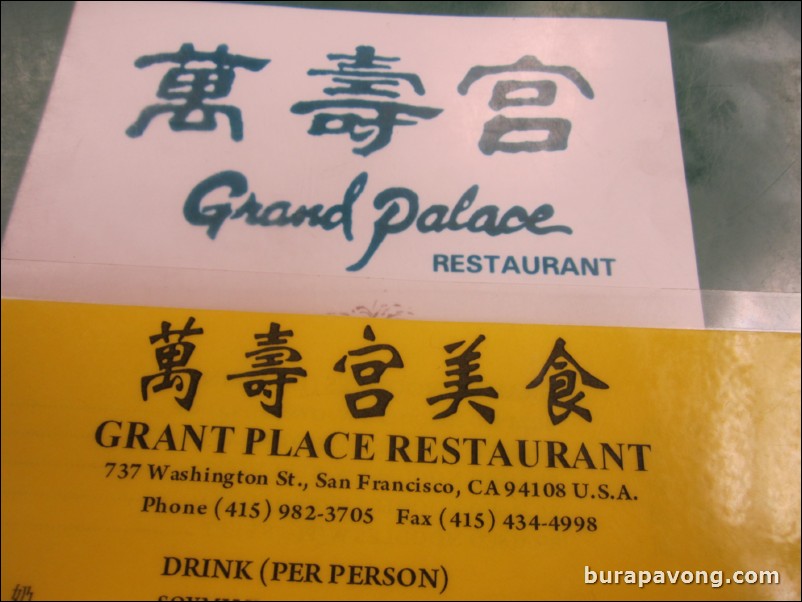 萬壽宮
Grand Palace
RESTAURANT
萬壽宮美食
GRANT PLACE RESTAURANT
737 Washington St., San Francisco, CA 94108 U.S.A.
Phone (415) 982-3705 Fax (415) 434-4998
DRINK (PER PERSON)
奶
burapavong.com